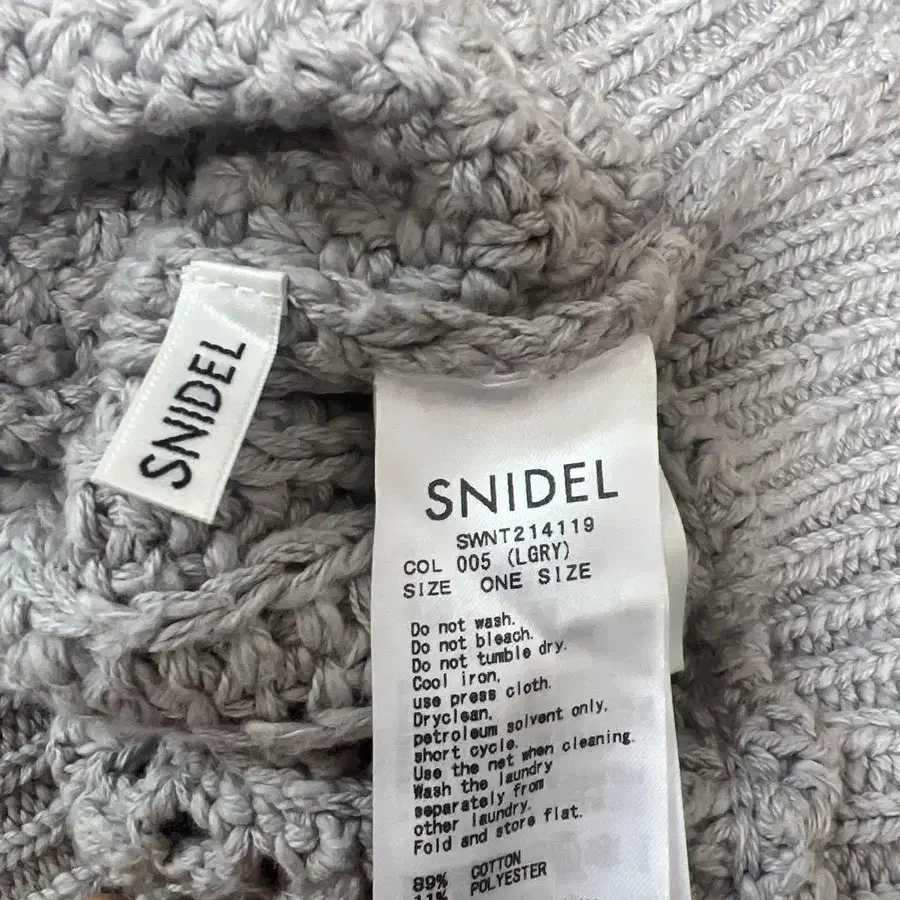 SNIDEL
SNIDEL
SWNT214119
COL 005 (LGRY)
SIZE ONE SIZE
Do not wash.
Do not bleach.
Do not tumble dry.
Cool iron,
use press cloth.
Dryclean,
petroleum solvent only,
short cycle.
Use the net when cleaning.
Wash the laundry
separately from
other laundry.
Fold and store flat.
89% COTTON
11% POLYESTER